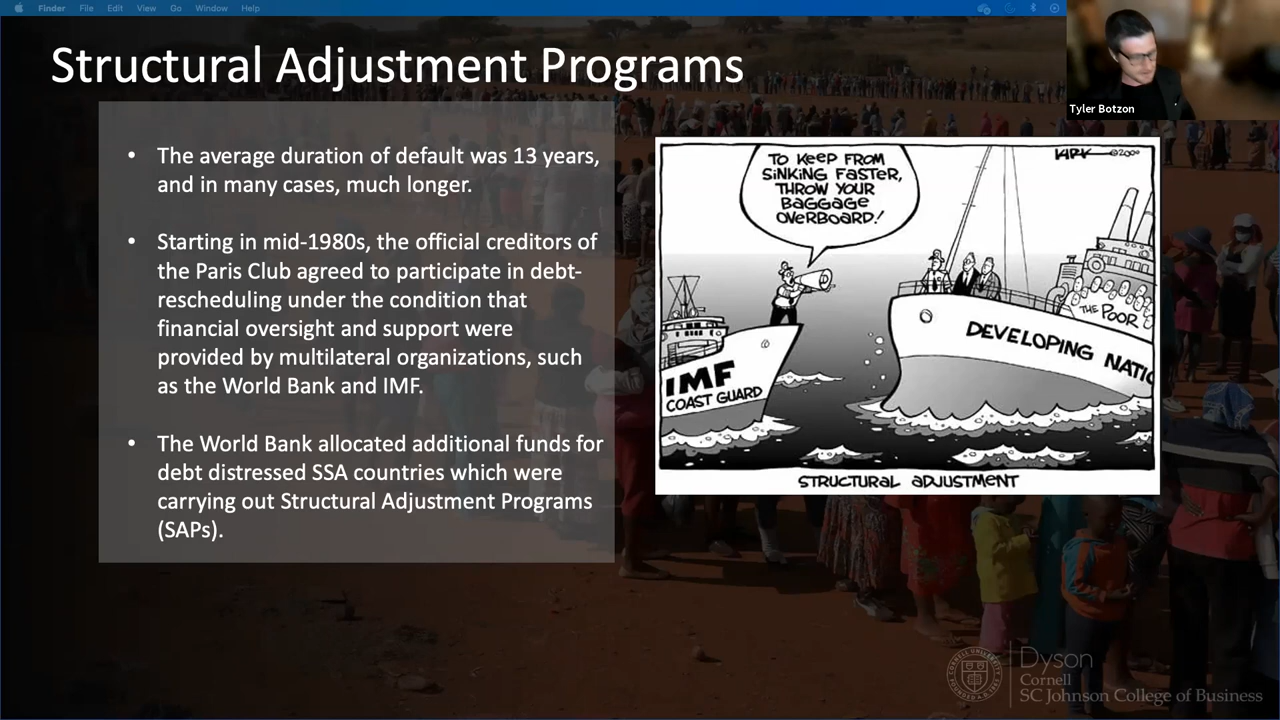 Finder File Edit View Go Window Help
Structural Adjustment Programs
Tyler Botzon
• The average duration of default was 13 years,
and in many cases, much longer.
• Starting in mid-1980s, the official creditors of
the Paris Club agreed to participate in debt-
rescheduling under the condition that
financial oversight and support were
provided by multilateral organizations, such
as the World Bank and IMF.
• The World Bank allocated additional funds for
debt distressed SSA countries which were
carrying out Structural Adjustment Programs
(SAPs).
TO KEEP FROM
SINKING FASTER,
THROW YOUR
BAGGAGE
OVERBOARD!
KIRK ©2000
THE POOR
DEVELOPING NATIO
IMF
COAST GUARD
STRUCTURAL ADJUSTMENT
Dyson
Cornell
SC Johnson College of Business